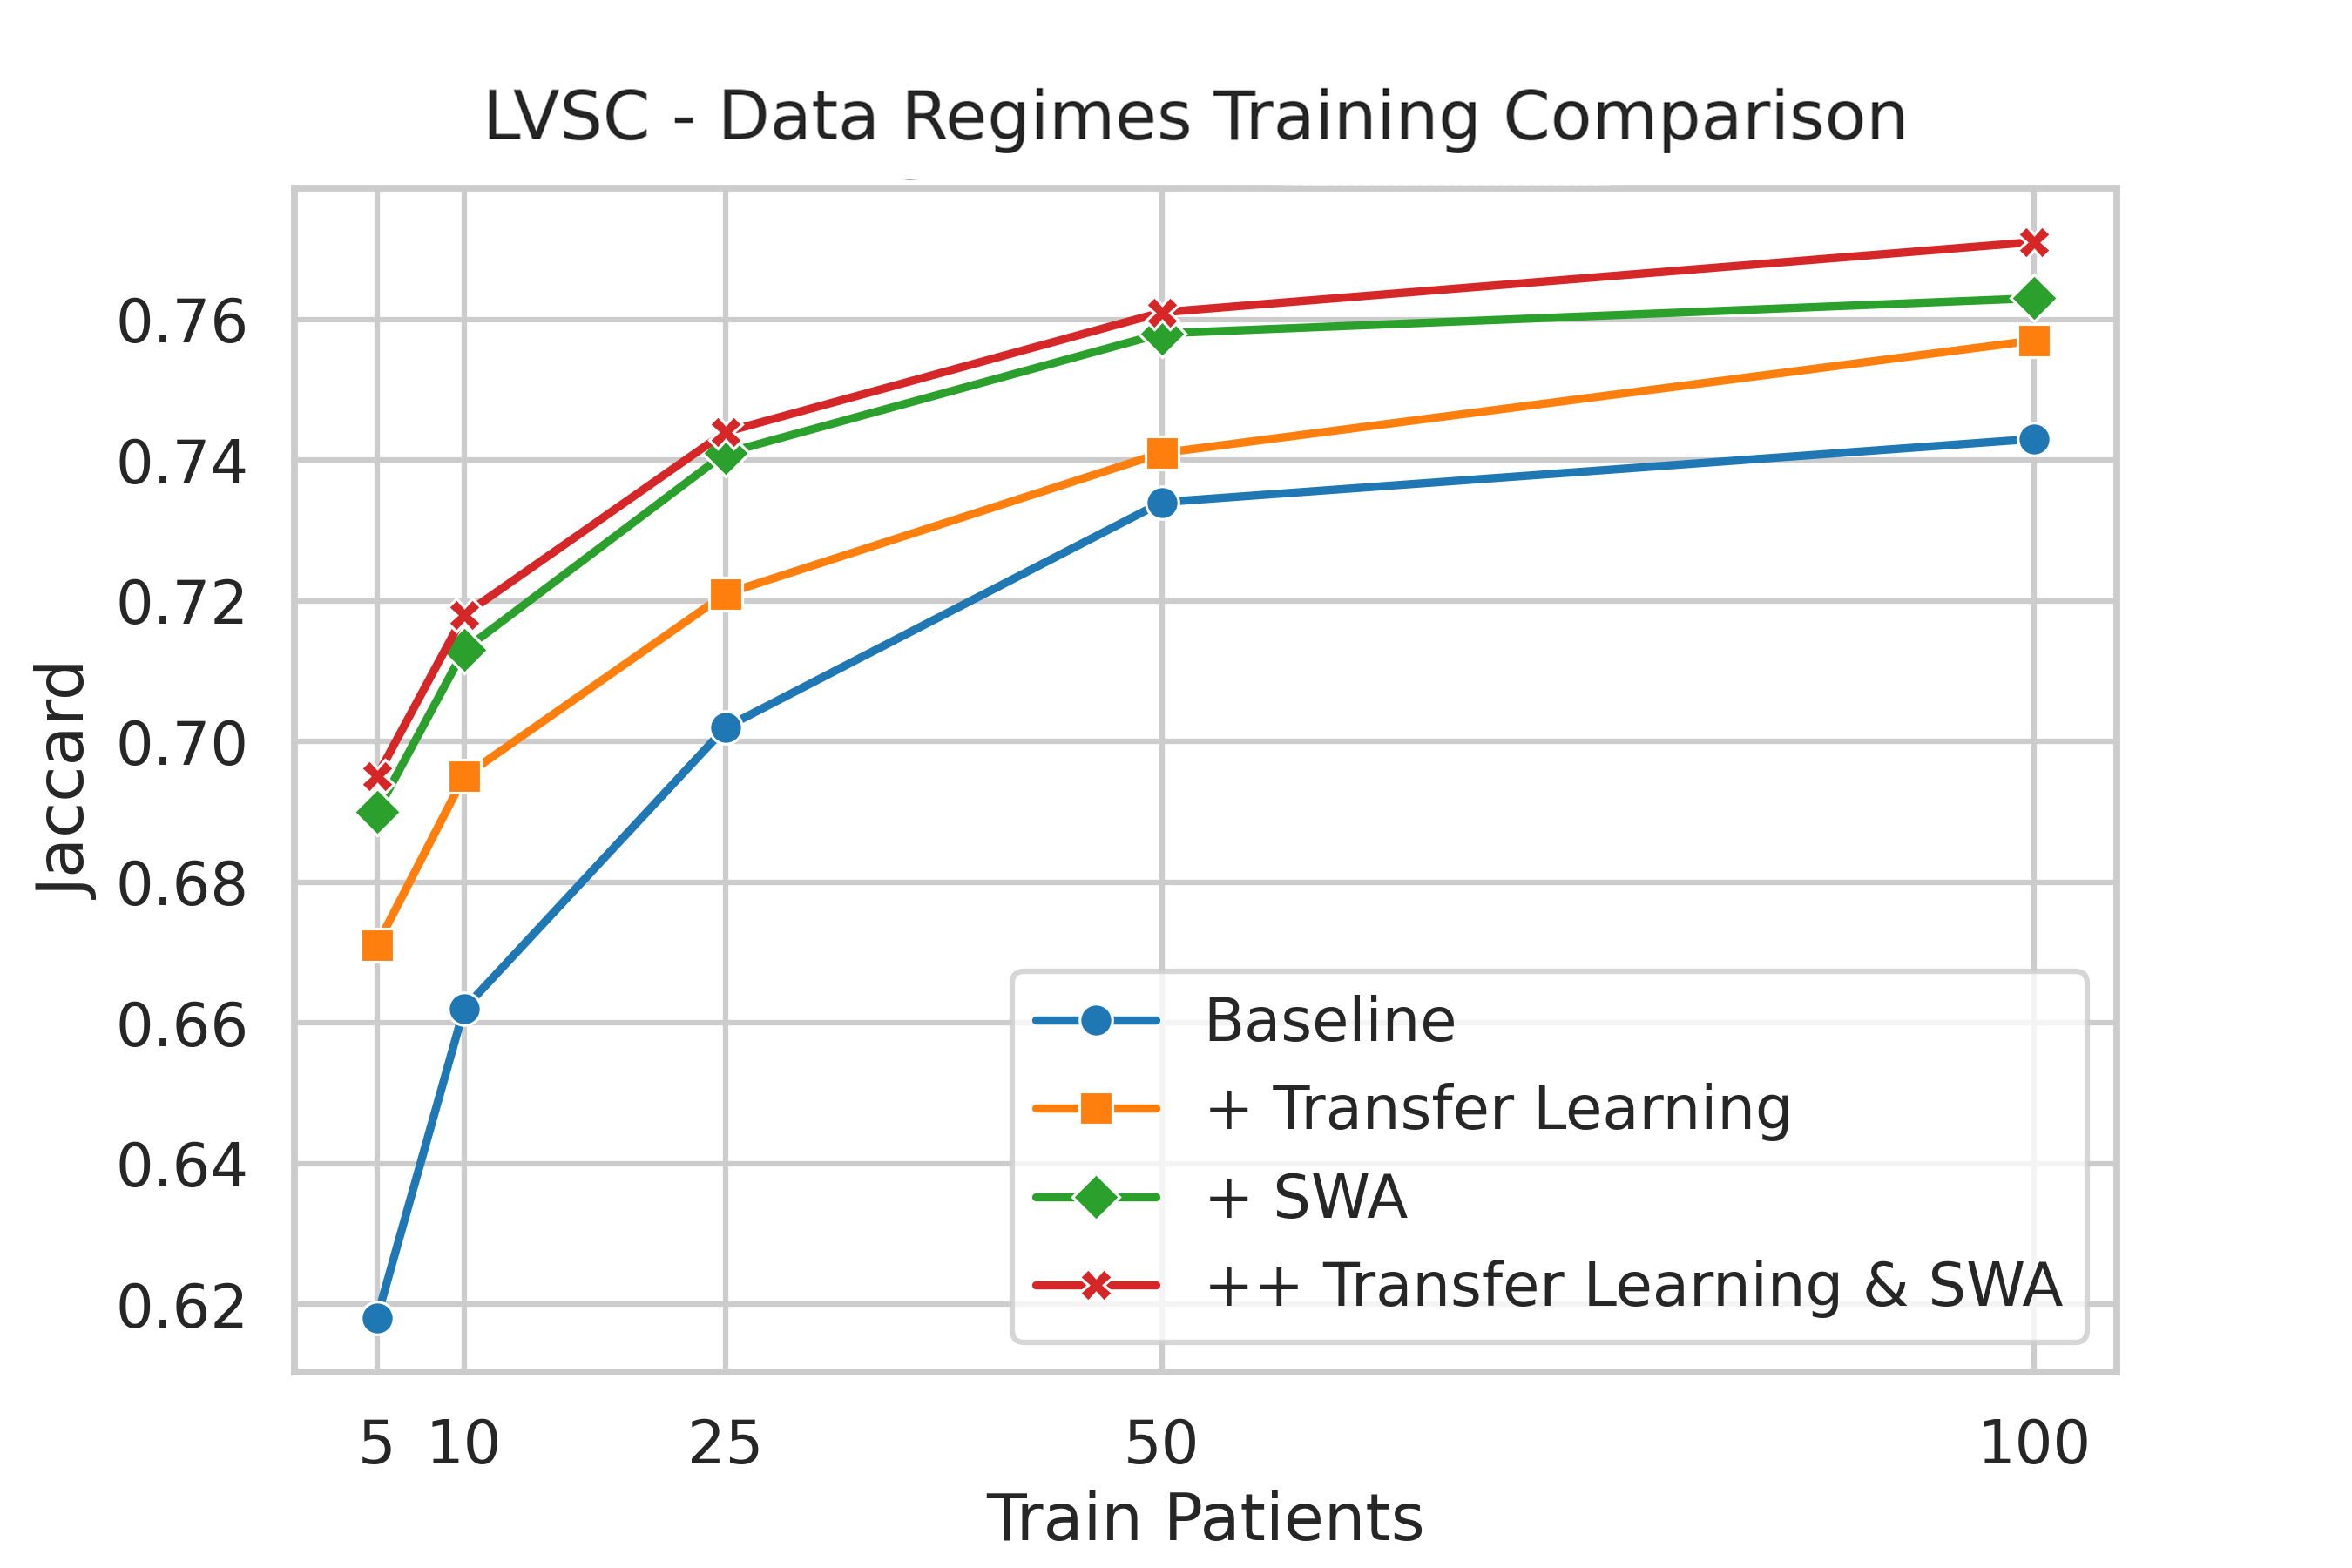 LVSC - Data Regimes Training Comparison
0.76
0.74
0.72
0.70
0.68
0.66
0.64
0.62
Jaccard
Baseline
+ Transfer Learning
+ SWA
++ Transfer Learning & SWA
5 10 25 50 100
Train Patients